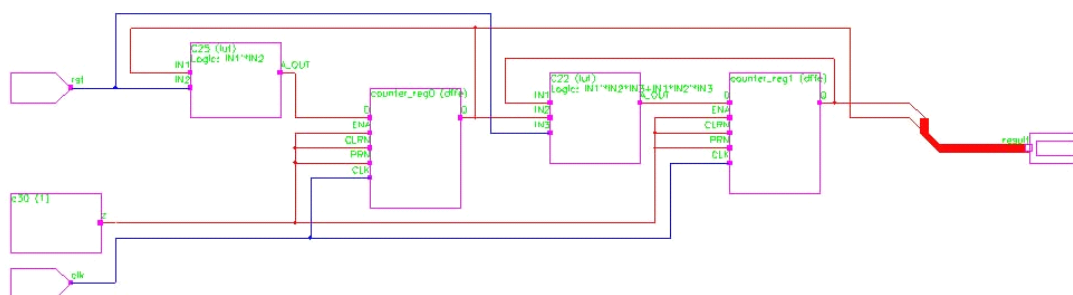 rst
C25 (lut)
Logic: IN1'*IN2
IN1
IN2
A_OUT
counter_reg0 (dffe)
D
ENA
CLRN
PRN
CLK
Q
C22 (lut)
Logic: IN1'*IN2*IN3+IN1*IN2'*IN3
IN1
IN2
IN3
A_OUT
counter_reg1 (dffe)
D
ENA
CLRN
PRN
CLK
Q
result
c30 (1)
Z
clk